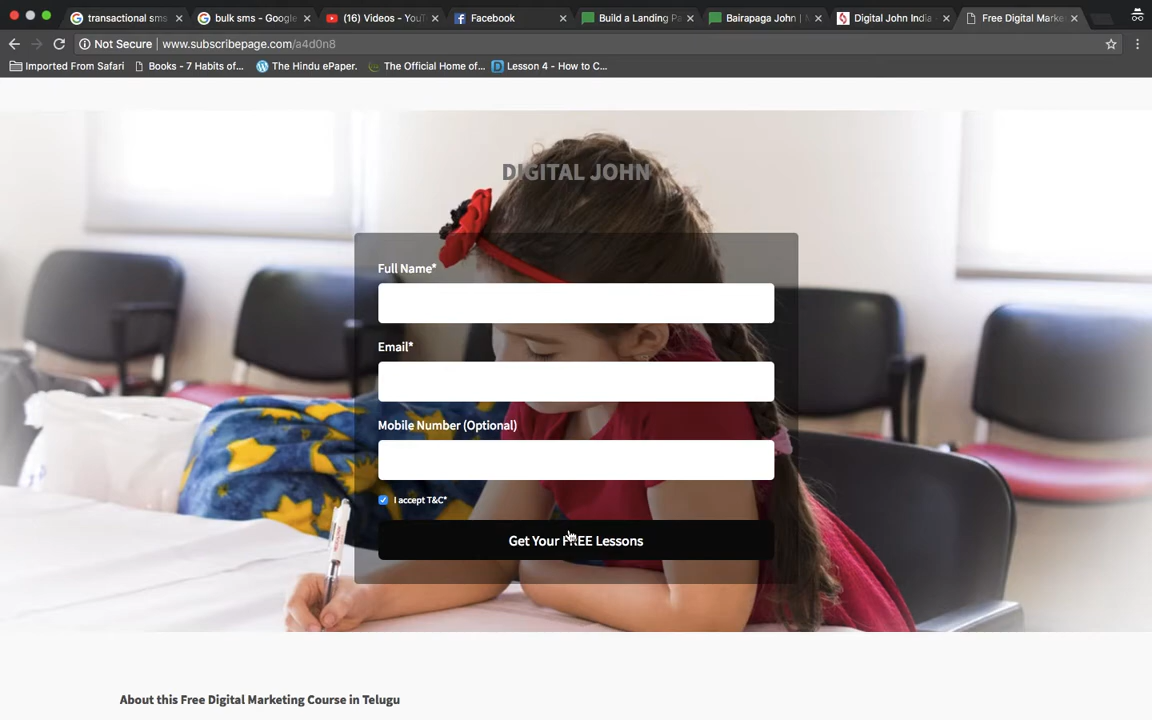 transactional sms
bulk sms - Google
(16) Videos - YouT
Facebook
Build a Landing Pa
Bairapaga John |
Digital John India
Free Digital Marke
Not Secure | www.subscribepage.com/a4d0n8
Imported From Safari
Books - 7 Habits of...
The Hindu ePaper.
The Official Home of...
Lesson 4 - How to C...
DIGITAL JOHN
Full Name*
Email*
Mobile Number (Optional)
I accept T&C*
Get Your FREE Lessons
About this Free Digital Marketing Course in Telugu